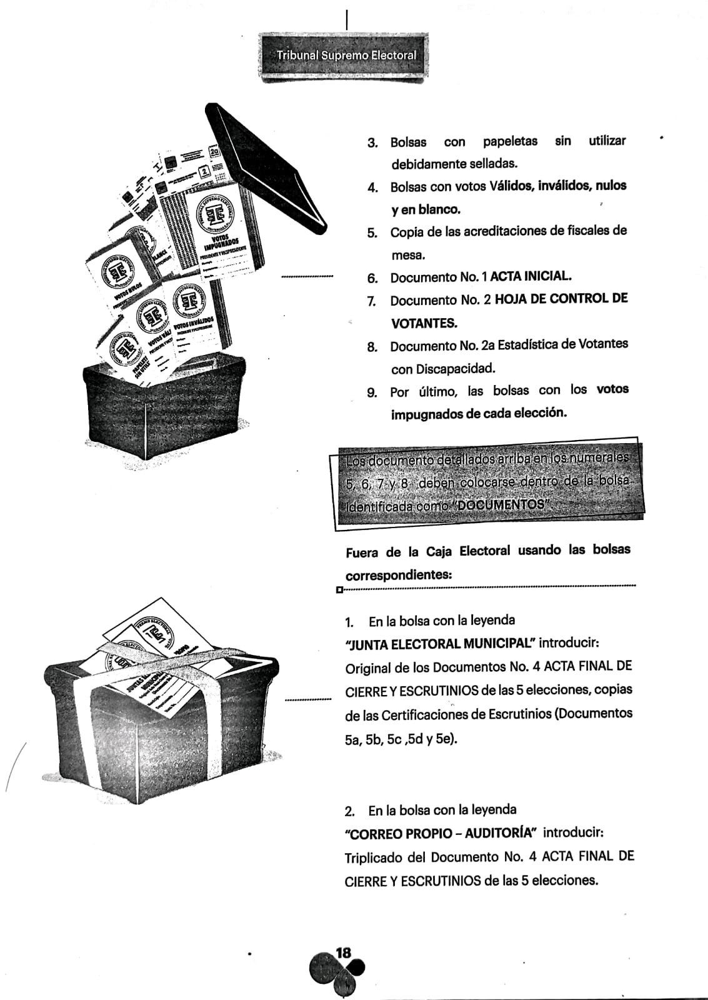 Tribunal Supremo Electoral
3. Bolsas con papeletas sin utilizar
debidamente selladas.
4. Bolsas con votos Válidos, inválidos, nulos
y en blanco.
5. Copia de las acreditaciones de fiscales de
mesa.
6. Documento No. 1 ACTA INICIAL.
7. Documento No. 2 HOJA DE CONTROL DE
VOTANTES.
8. Documento No. 2a Estadística de Votantes
con Discapacidad.
9. Por último, las bolsas con los votos
impugnados de cada elección.
Los documento detallados arriba en los numerales
5, 6, 7 y 8 deben colocarse dentro de la bolsa
identificada como "DOCUMENTOS".
2a
2
VOTOS
IMPUGNADOS
PRESIDENTE Y VICEPRESIDENTE
VOTOS NULOS
VOTOS INVÁLIDOS
PRESIDENTE Y VICEPRESIDENTE
Fuera de la Caja Electoral usando las bolsas
correspondientes:
1. En la bolsa con la leyenda
"JUNTA ELECTORAL MUNICIPAL" introducir:
Original de los Documentos No. 4 ACTA FINAL DE
CIERRE Y ESCRUTINIOS de las 5 elecciones, copias
de las Certificaciones de Escrutinios (Documentos
5a, 5b, 5c ,5d y 5e).
2. En la bolsa con la leyenda
"CORREO PROPIO – AUDITORÍA" introducir:
Triplicado del Documento No. 4 ACTA FINAL DE
CIERRE Y ESCRUTINIOS de las 5 elecciones.
18